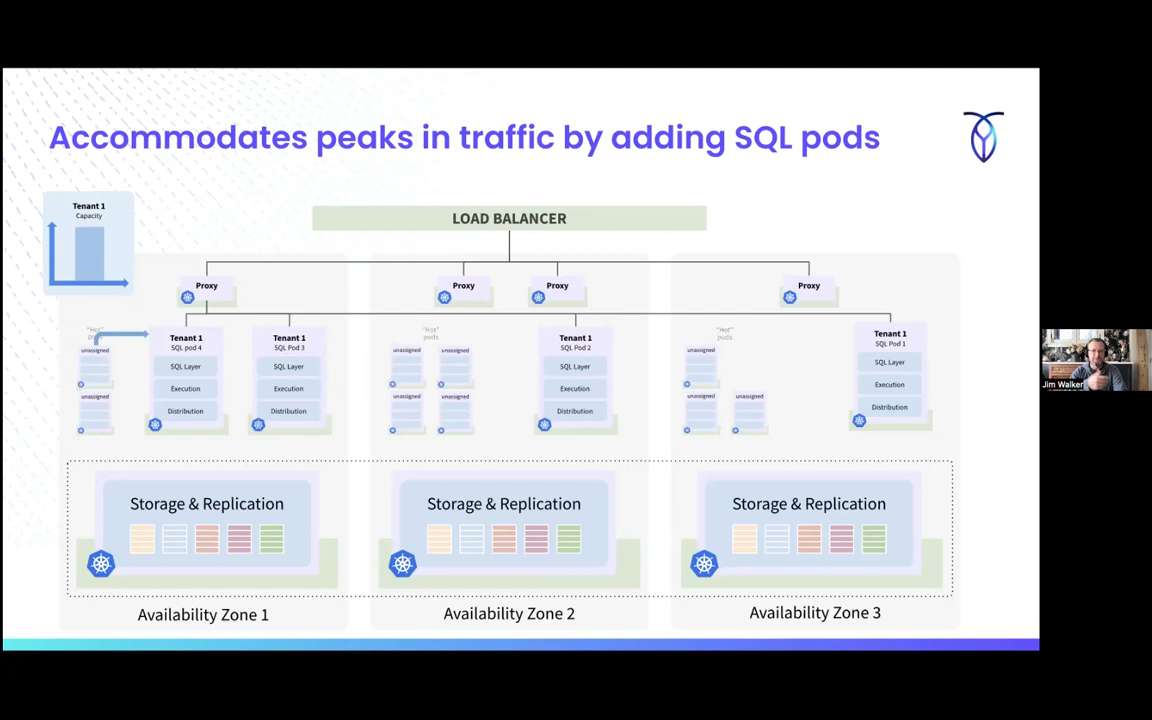 Accommodates peaks in traffic by adding SQL pods
Tenant 1
Capacity
LOAD BALANCER
Proxy
Proxy
Proxy
Proxy
"Hot"
pods
unassigned
unassigned
Tenant 1
SQL pod 4
SQL Layer
Execution
Distribution
Tenant 1
SQL Pod 3
SQL Layer
Execution
Distribution
"Hot"
pods
unassigned
unassigned
unassigned
unassigned
Tenant 1
SQL Pod 2
SQL Layer
Execution
Distribution
"Hot"
pods
unassigned
unassigned
unassigned
Tenant 1
SQL Pod 1
SQL Layer
Execution
Distribution
Jim Walker
Storage & Replication
Storage & Replication
Storage & Replication
Availability Zone 1
Availability Zone 2
Availability Zone 3